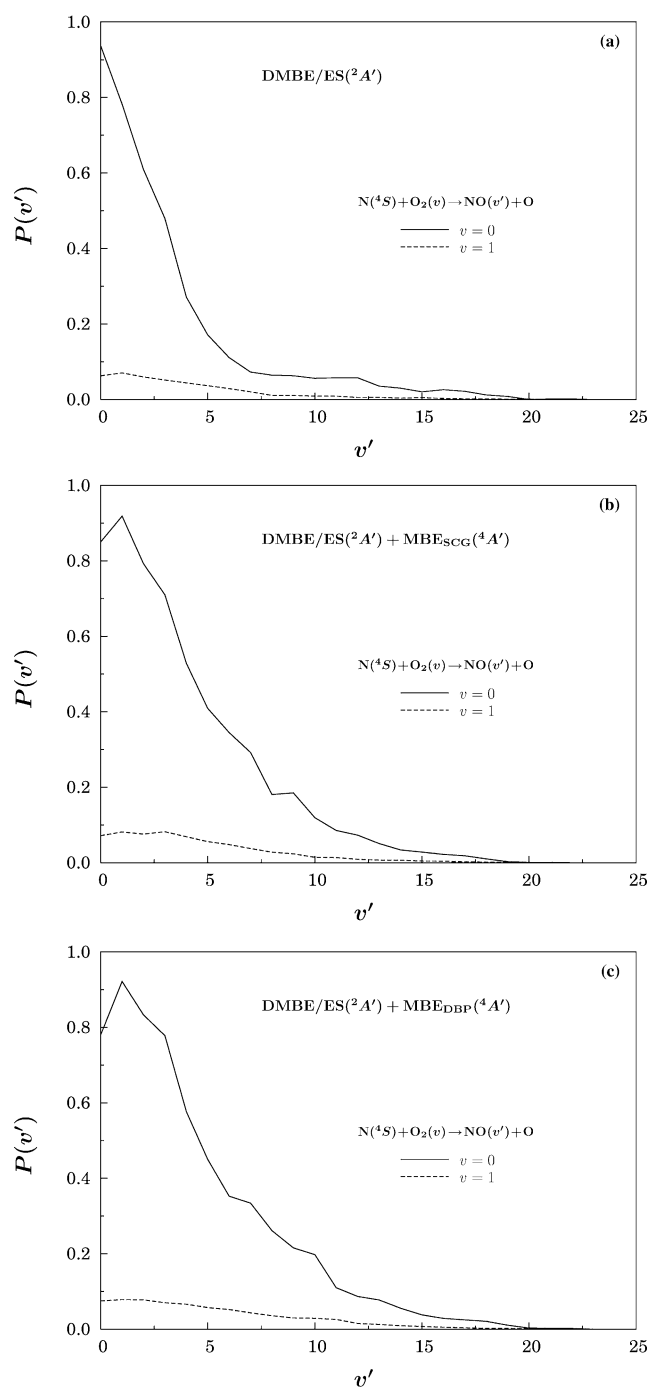 (a)
DMBE/ES(²A′)
N(⁴S)+O₂(v)→NO(v′)+O
v = 0
v = 1
P(v′)
1.0
0.8
0.6
0.4
0.2
0.0
0 5 10 15 20 25
v′
(b)
DMBE/ES(²A′) + MBE_SCG(⁴A′)
N(⁴S)+O₂(v)→NO(v′)+O
v = 0
v = 1
P(v′)
1.0
0.8
0.6
0.4
0.2
0.0
0 5 10 15 20 25
v′
(c)
DMBE/ES(²A′) + MBE_DBP(⁴A′)
N(⁴S)+O₂(v)→NO(v′)+O
v = 0
v = 1
P(v′)
1.0
0.8
0.6
0.4
0.2
0.0
0 5 10 15 20 25
v′